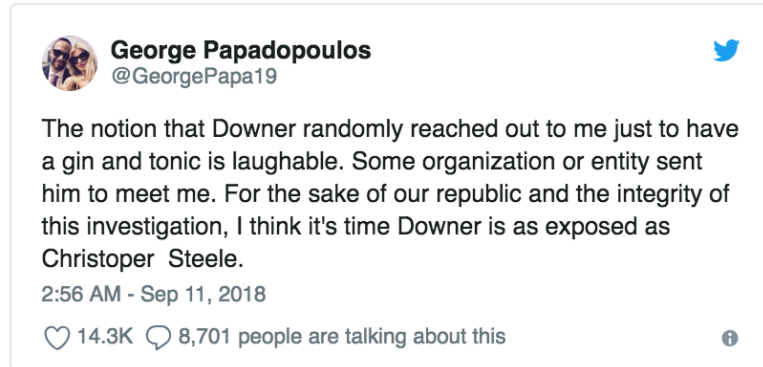 George Papadopoulos
@GeorgePapa19
The notion that Downer randomly reached out to me just to have
a gin and tonic is laughable. Some organization or entity sent
him to meet me. For the sake of our republic and the integrity of
this investigation, I think it's time Downer is as exposed as
Christoper  Steele.
2:56 AM - Sep 11, 2018
14.3K 8,701 people are talking about this